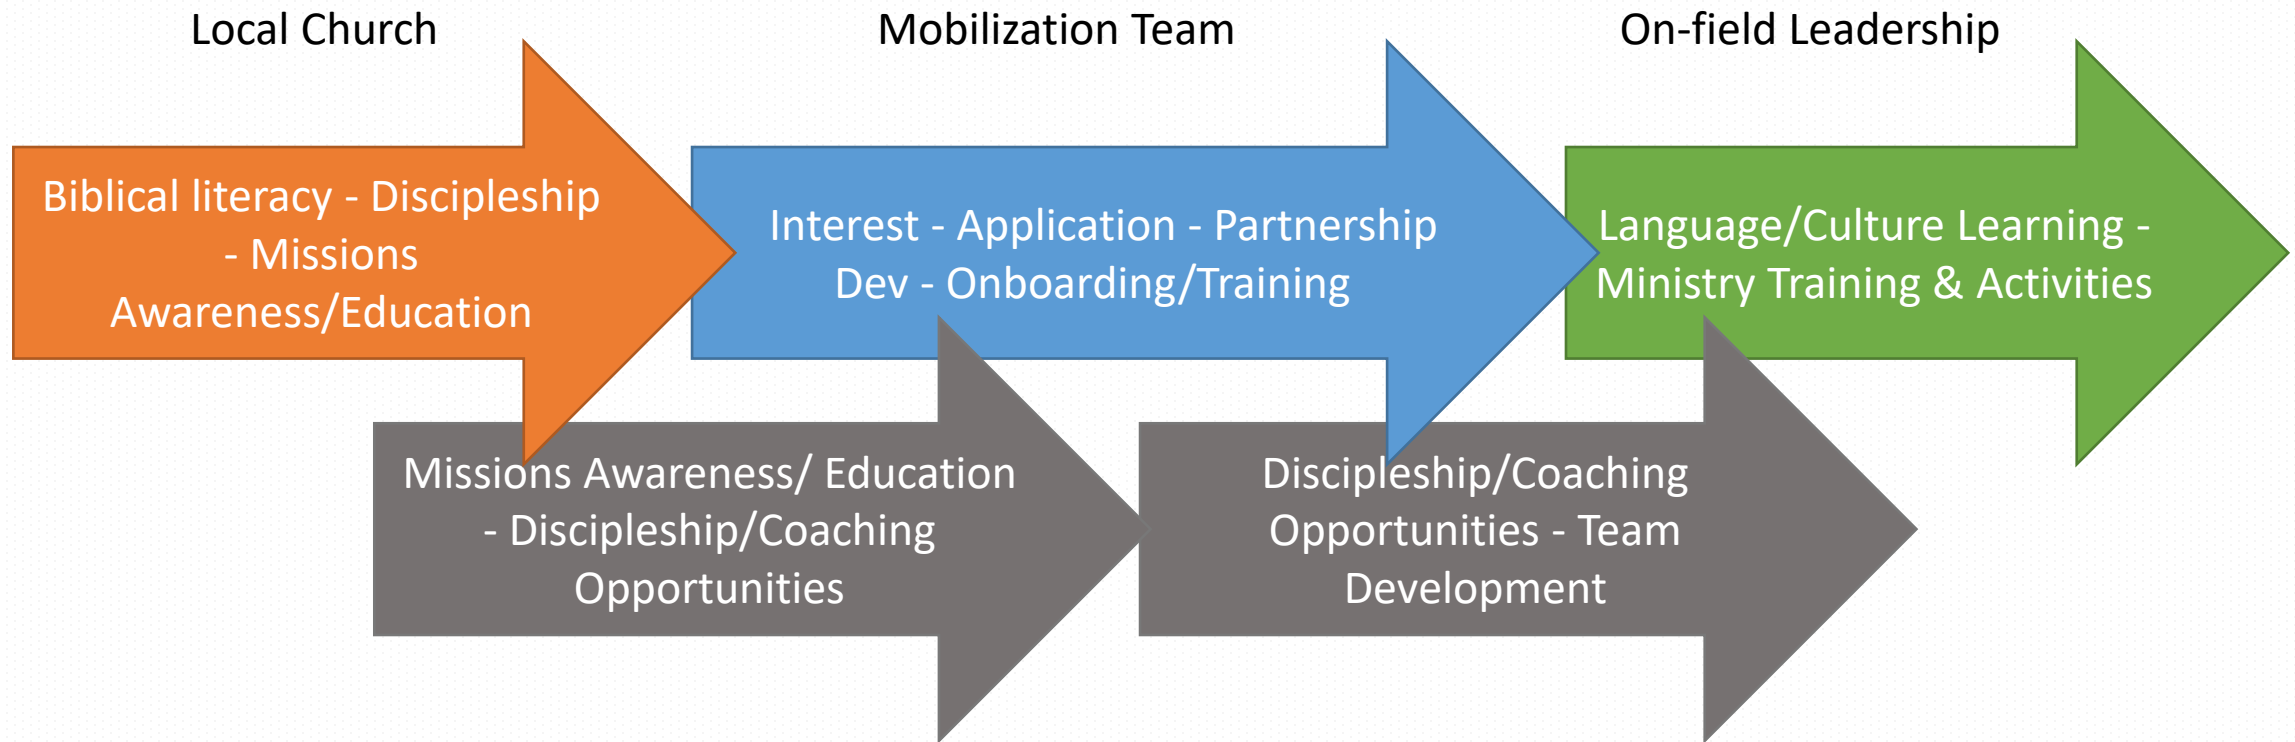 Local Church
Mobilization Team
On-field Leadership
Biblical literacy - Discipleship
- Missions
Awareness/Education
Interest - Application - Partnership
Dev - Onboarding/Training
Language/Culture Learning -
Ministry Training & Activities
Missions Awareness/ Education
- Discipleship/Coaching
Opportunities
Discipleship/Coaching
Opportunities - Team
Development